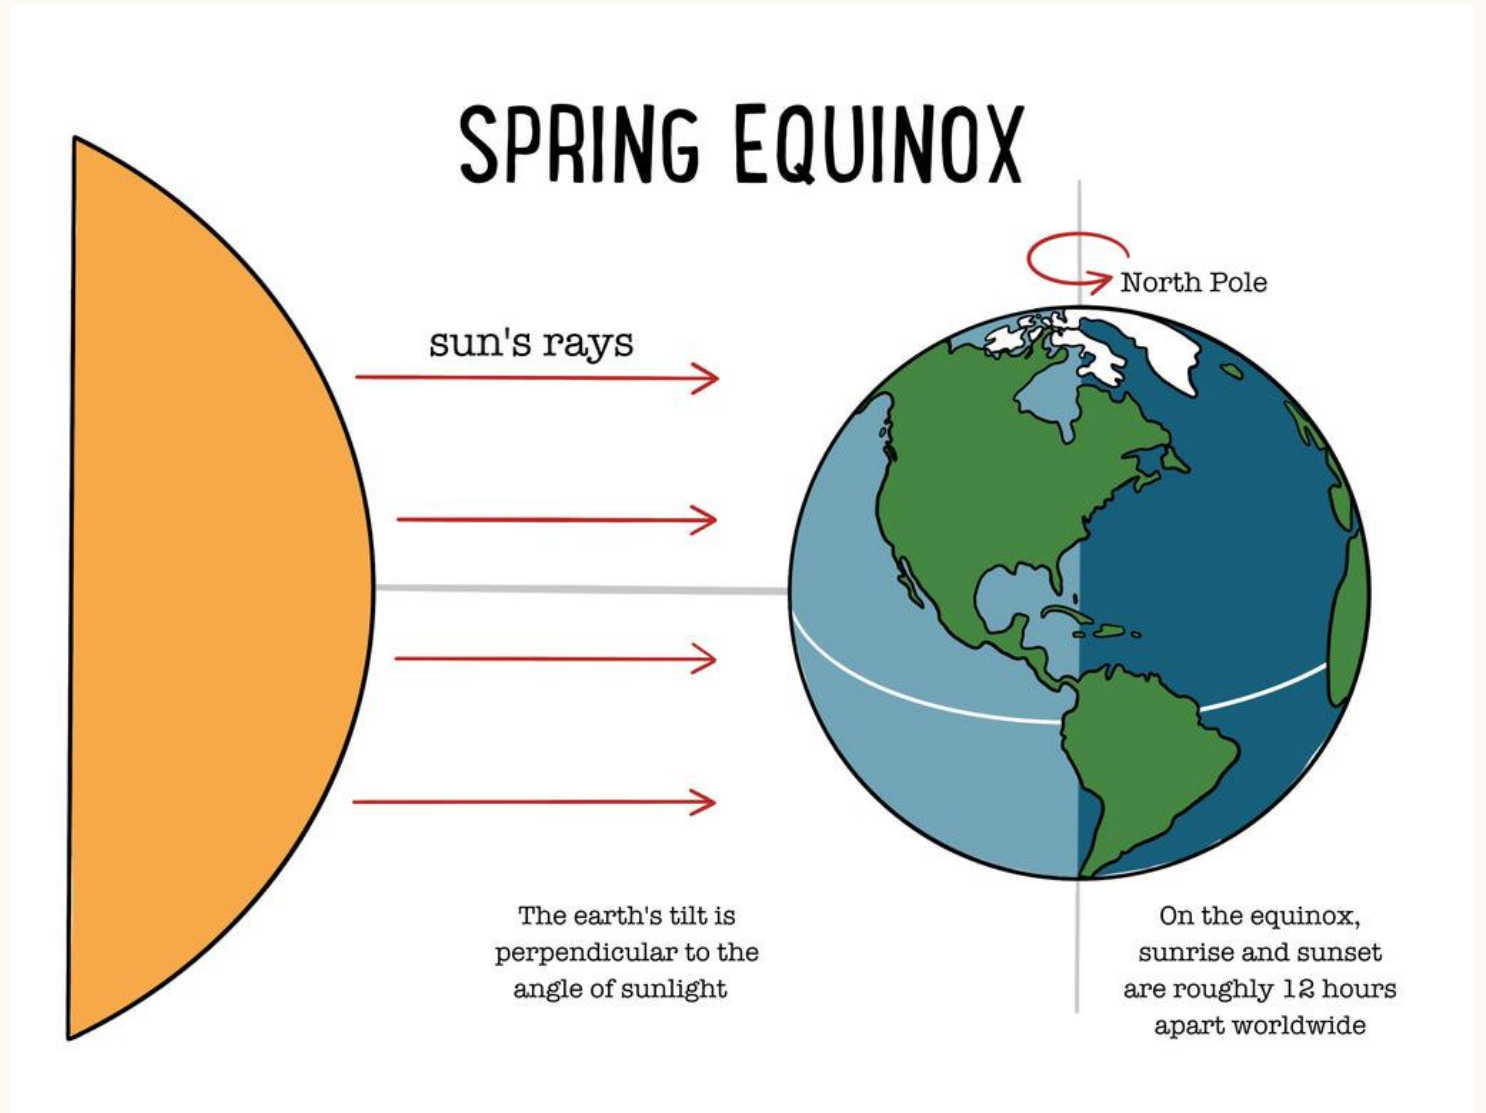 SPRING EQUINOX
North Pole
sun's rays
The earth's tilt is
perpendicular to the
angle of sunlight
On the equinox,
sunrise and sunset
are roughly 12 hours
apart worldwide